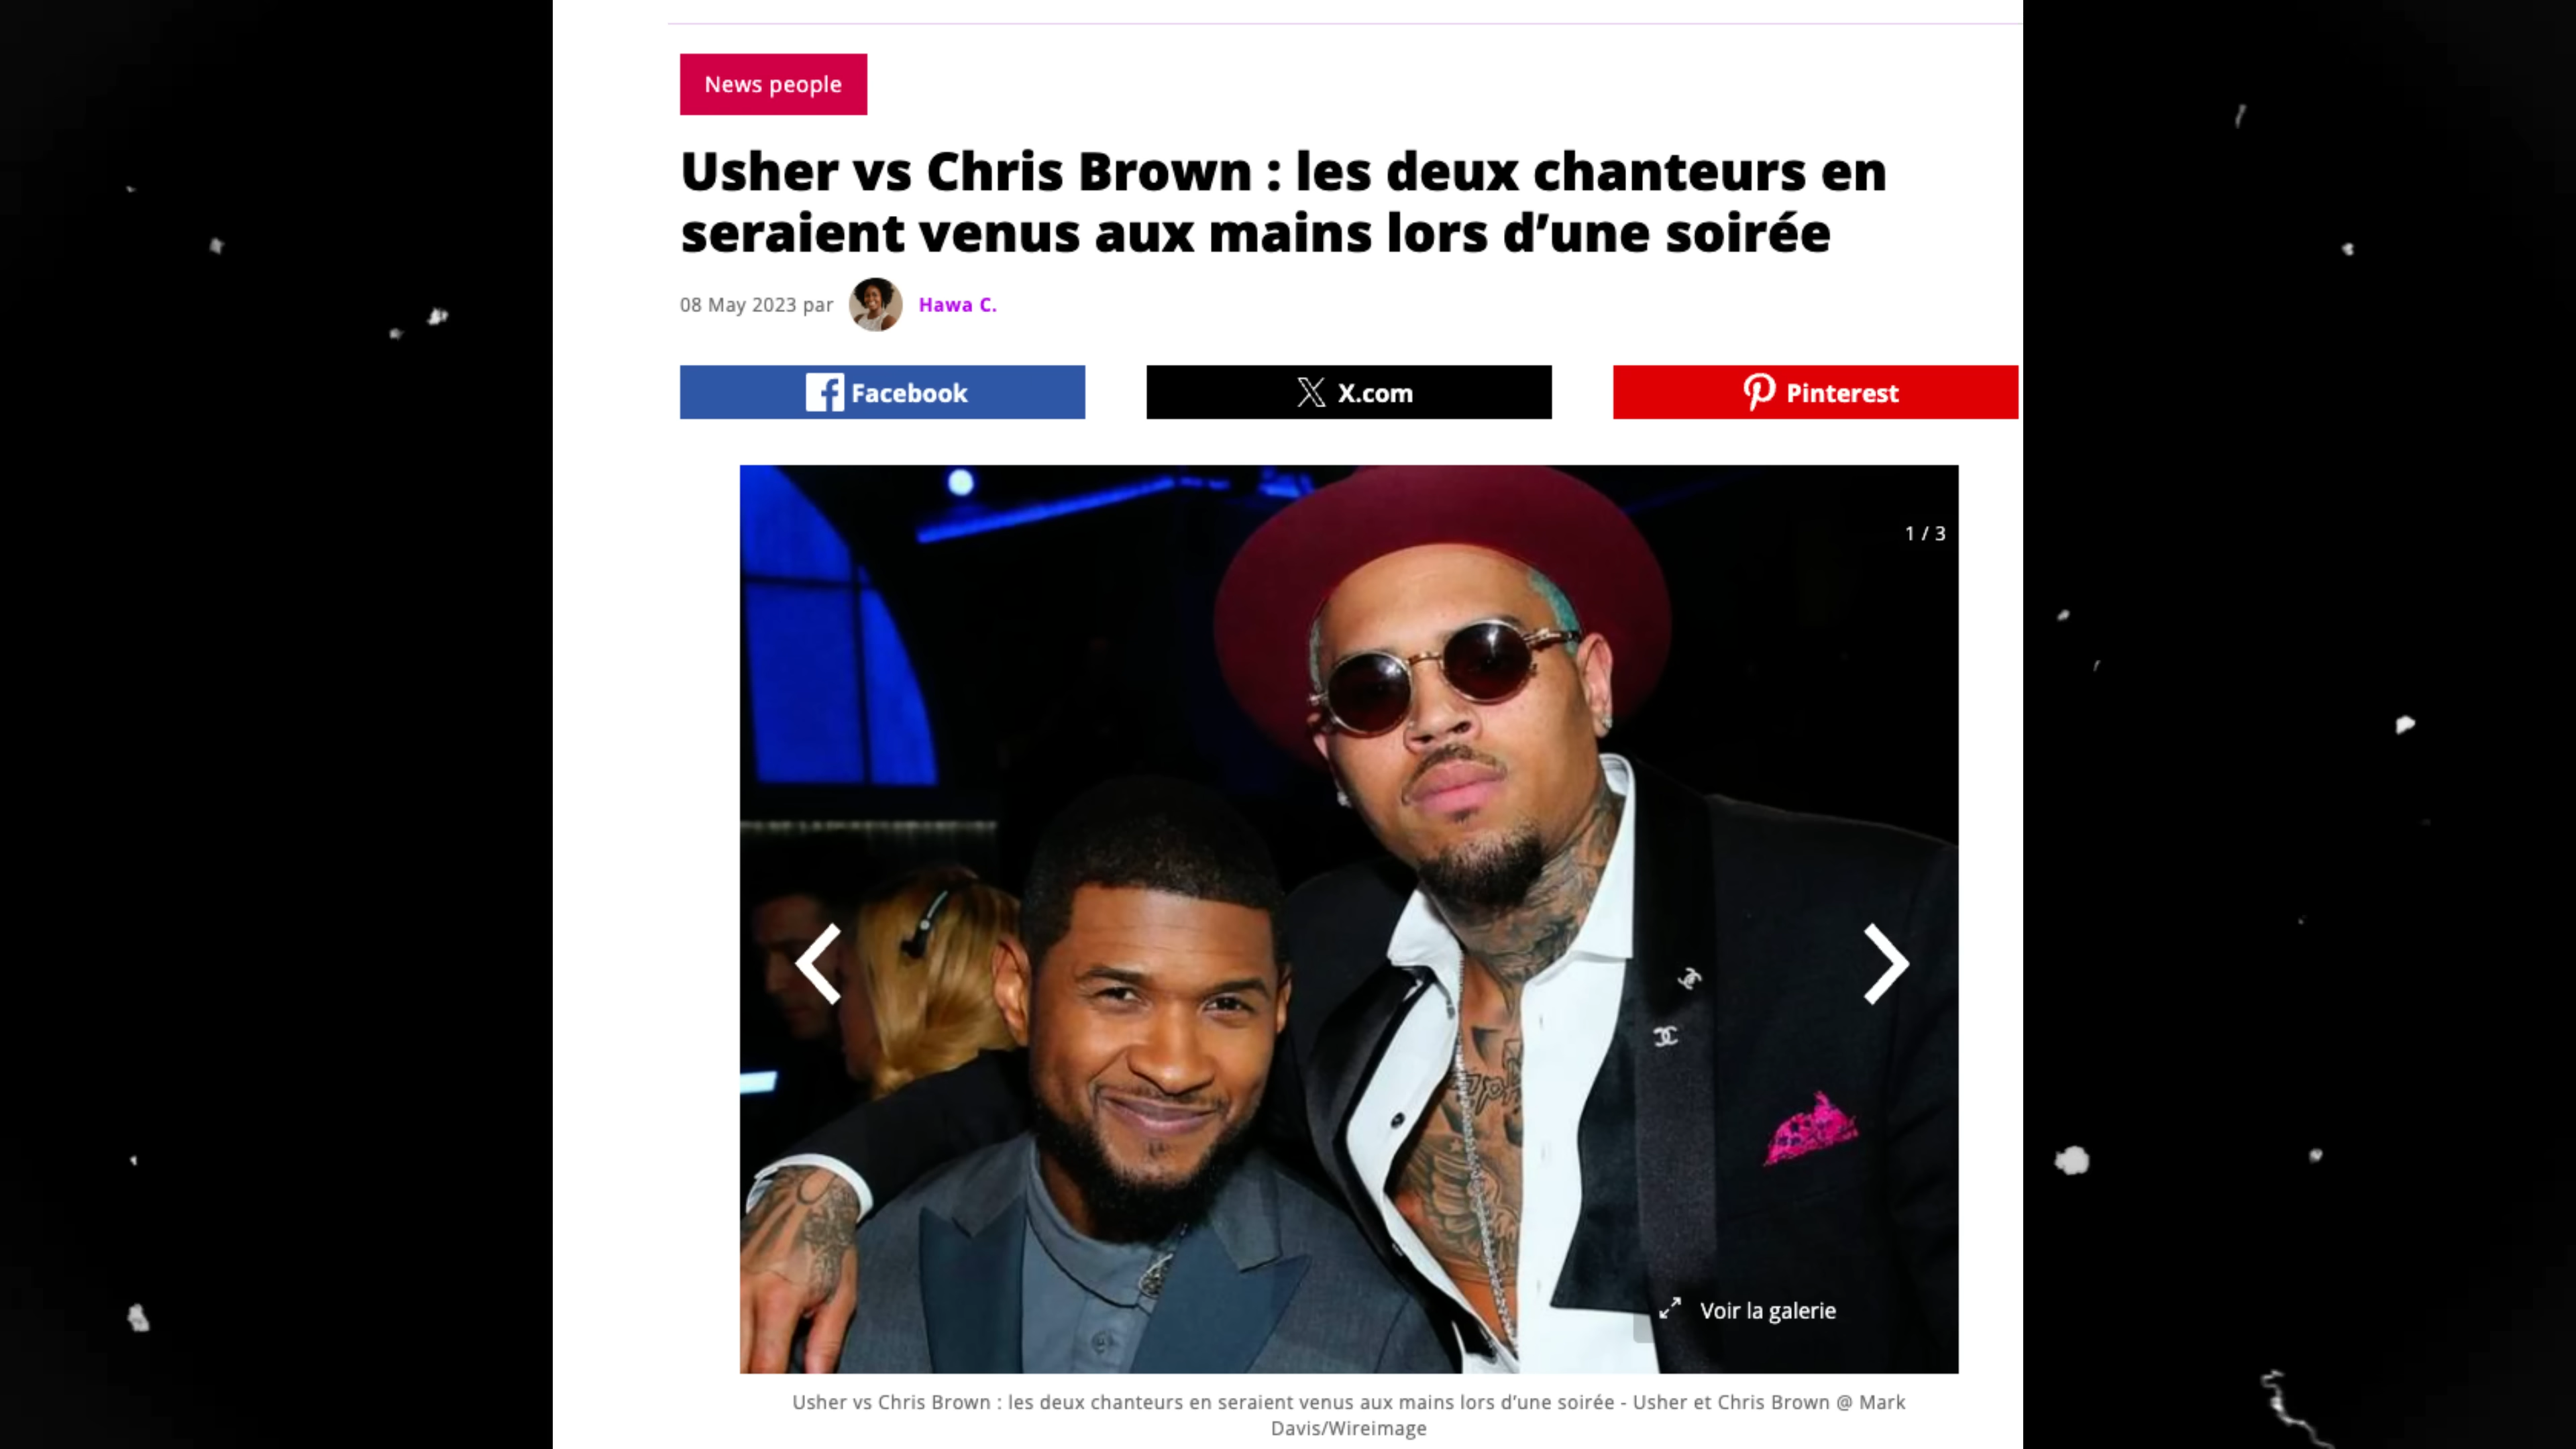 News people
Usher vs Chris Brown : les deux chanteurs en
seraient venus aux mains lors d’une soirée
08 May 2023 par Hawa C.
Facebook
X.com
Pinterest
1 / 3
Voir la galerie
Usher vs Chris Brown : les deux chanteurs en seraient venus aux mains lors d’une soirée - Usher et Chris Brown @ Mark
Davis/Wireimage